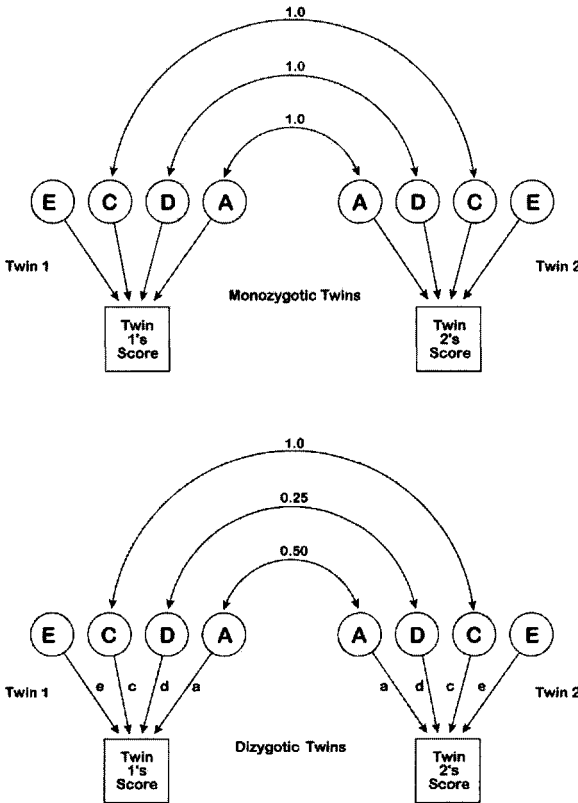 1.0
1.0
1.0
E C D A A D C E
Twin 1 Twin 2
Monozygotic Twins
Twin
1's
Score
Twin
2's
Score
1.0
0.25
0.50
E C D A A D C E
e c d a a d c e
Twin 1 Twin 2
Dizygotic Twins
Twin
1's
Score
Twin
2's
Score